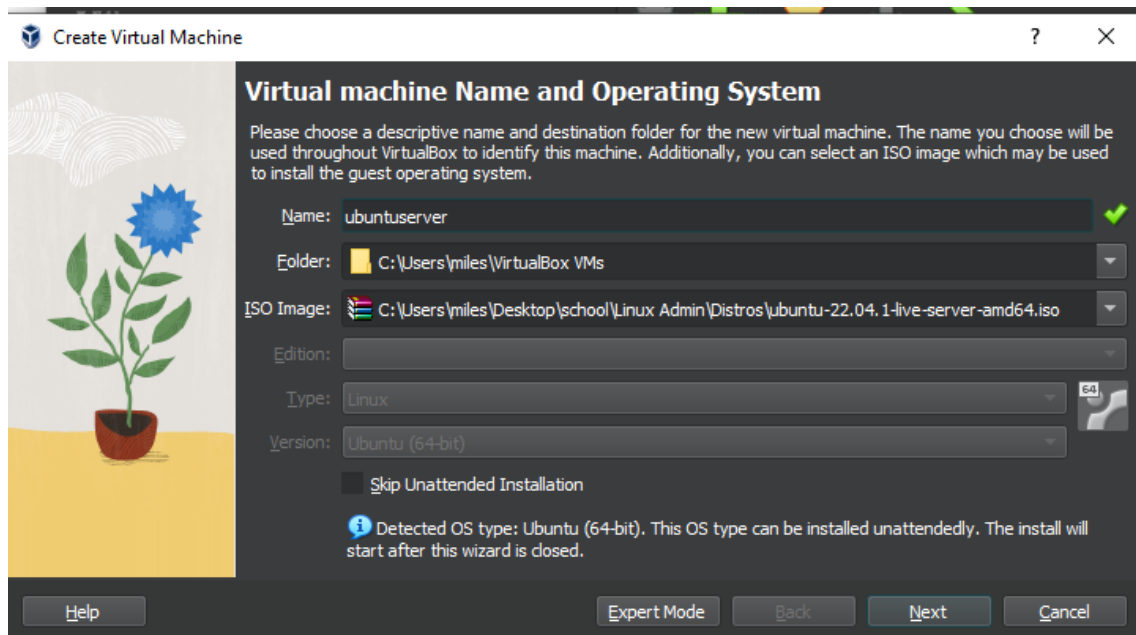 Create Virtual Machine ? ✕
Virtual machine Name and Operating System
Please choose a descriptive name and destination folder for the new virtual machine. The name you choose will be
used throughout VirtualBox to identify this machine. Additionally, you can select an ISO image which may be used
to install the guest operating system.
Name: ubuntuserver
Folder: C:\Users\miles\VirtualBox VMs
ISO Image: C:\Users\miles\Desktop\school\Linux Admin\Distros\ubuntu-22.04.1-live-server-amd64.iso
Edition:
Type: Linux
64
Version: Ubuntu (64-bit)
Skip Unattended Installation
Detected OS type: Ubuntu (64-bit). This OS type can be installed unattendedly. The install will
start after this wizard is closed.
Help Expert Mode Back Next Cancel